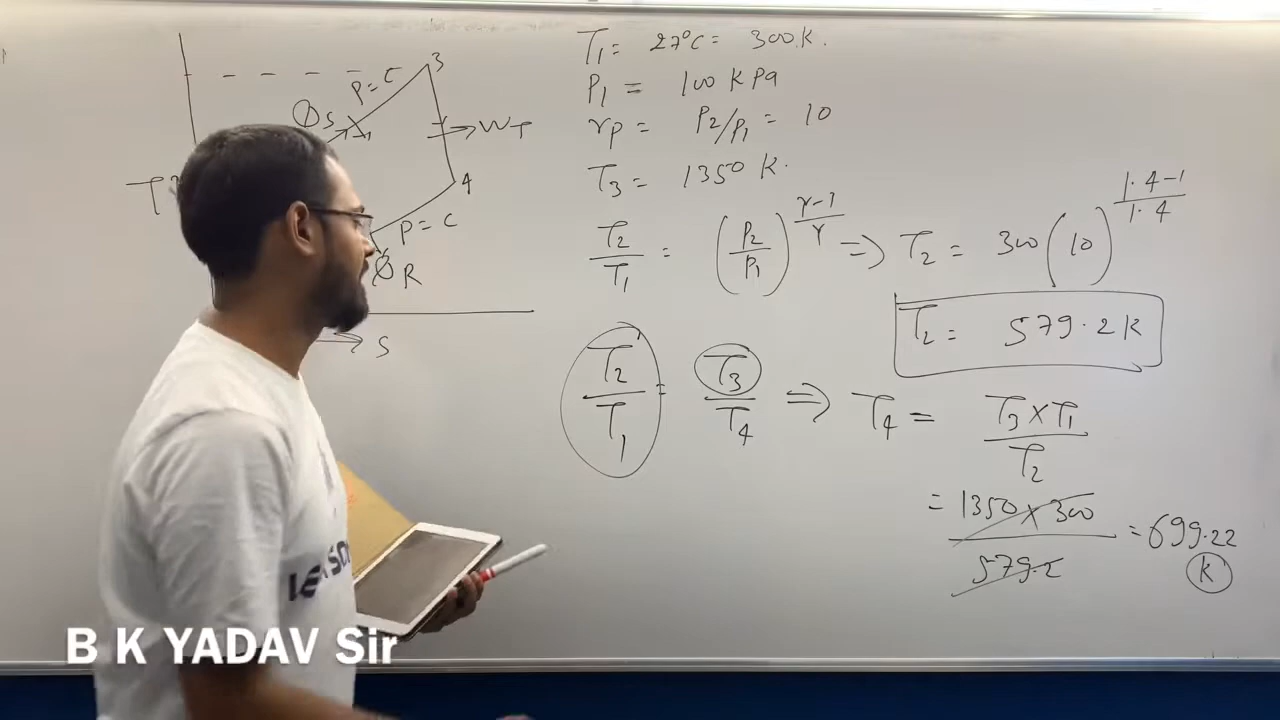 T₁ = 27°C = 300 K.
P₁ = 100 KPa
rp = P₂/P₁ = 10
T₃ = 1350 K.
T₂/T₁ = (P₂/P₁)^(γ-1)/γ ⇒ T₂ = 300 (10)^(1.4-1)/1.4
T₂ = 579.2 K
T₂/T₁ = T₃/T₄ ⇒ T₄ = T₃ × T₁ / T₂
= 1350 × 300 / 579.2 = 699.22 K
3
P = C
QS
WT
T
4
P = C
QR
S
B K YADAV Sir